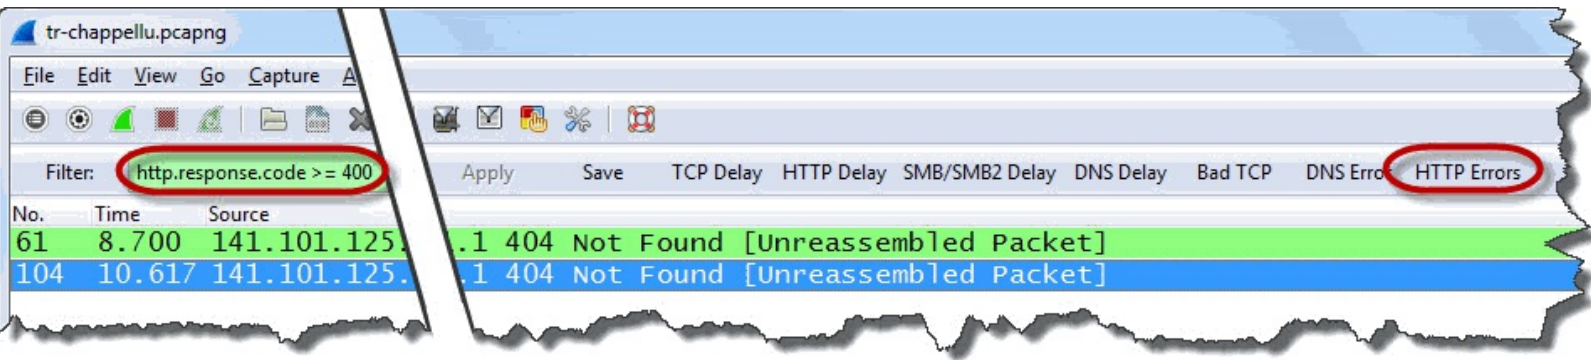 tr-chappellu.pcapng
File Edit View Go Capture A
Filter: http.response.code >= 400 Apply Save TCP Delay HTTP Delay SMB/SMB2 Delay DNS Delay Bad TCP DNS Erro HTTP Errors
No. Time Source
61 8.700 141.101.125. .1 404 Not Found [Unreassembled Packet]
104 10.617 141.101.125. .1 404 Not Found [Unreassembled Packet]